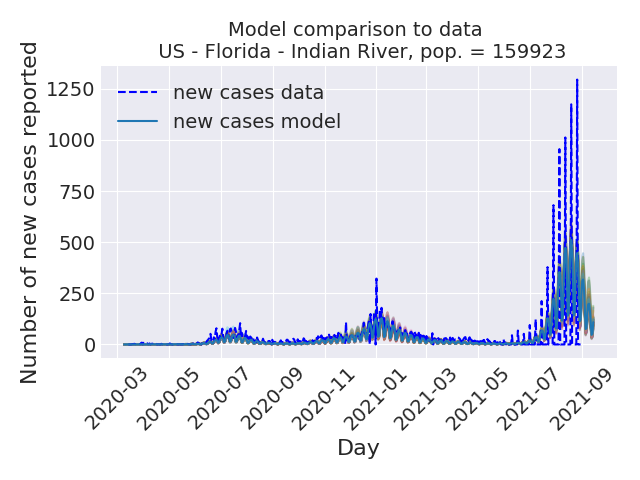 Model comparison to data
US - Florida - Indian River, pop. = 159923
Number of new cases reported
1250
1000
750
500
250
0
new cases data
new cases model
2020-03
2020-05
2020-07
2020-09
2020-11
2021-01
2021-03
2021-05
2021-07
2021-09
Day